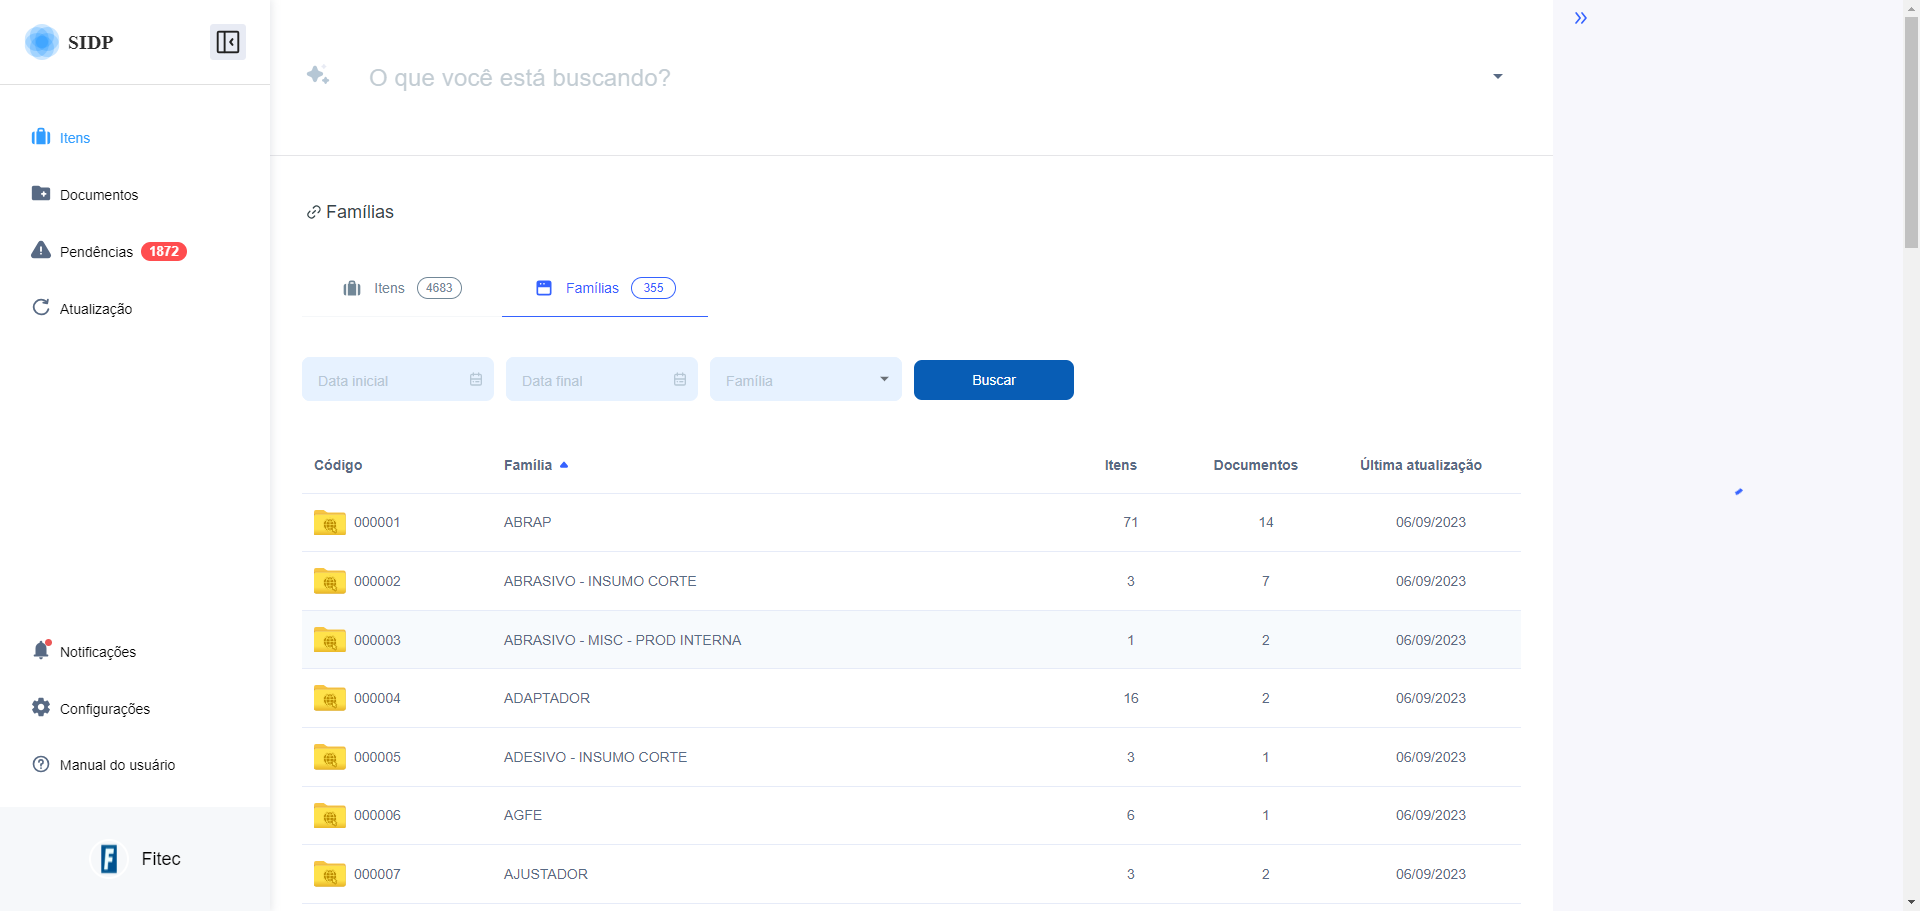 SIDP
Itens
Documentos
Pendências 1872
Atualização
Notificações
Configurações
Manual do usuário
Fitec
O que você está buscando?
Famílias
Itens 4683
Famílias 355
Data inicial
Data final
Família
Buscar
Código Família Itens Documentos Última atualização
000001 ABRAP 71 14 06/09/2023
000002 ABRASIVO - INSUMO CORTE 3 7 06/09/2023
000003 ABRASIVO - MISC - PROD INTERNA 1 2 06/09/2023
000004 ADAPTADOR 16 2 06/09/2023
000005 ADESIVO - INSUMO CORTE 3 1 06/09/2023
000006 AGFE 6 1 06/09/2023
000007 AJUSTADOR 3 2 06/09/2023